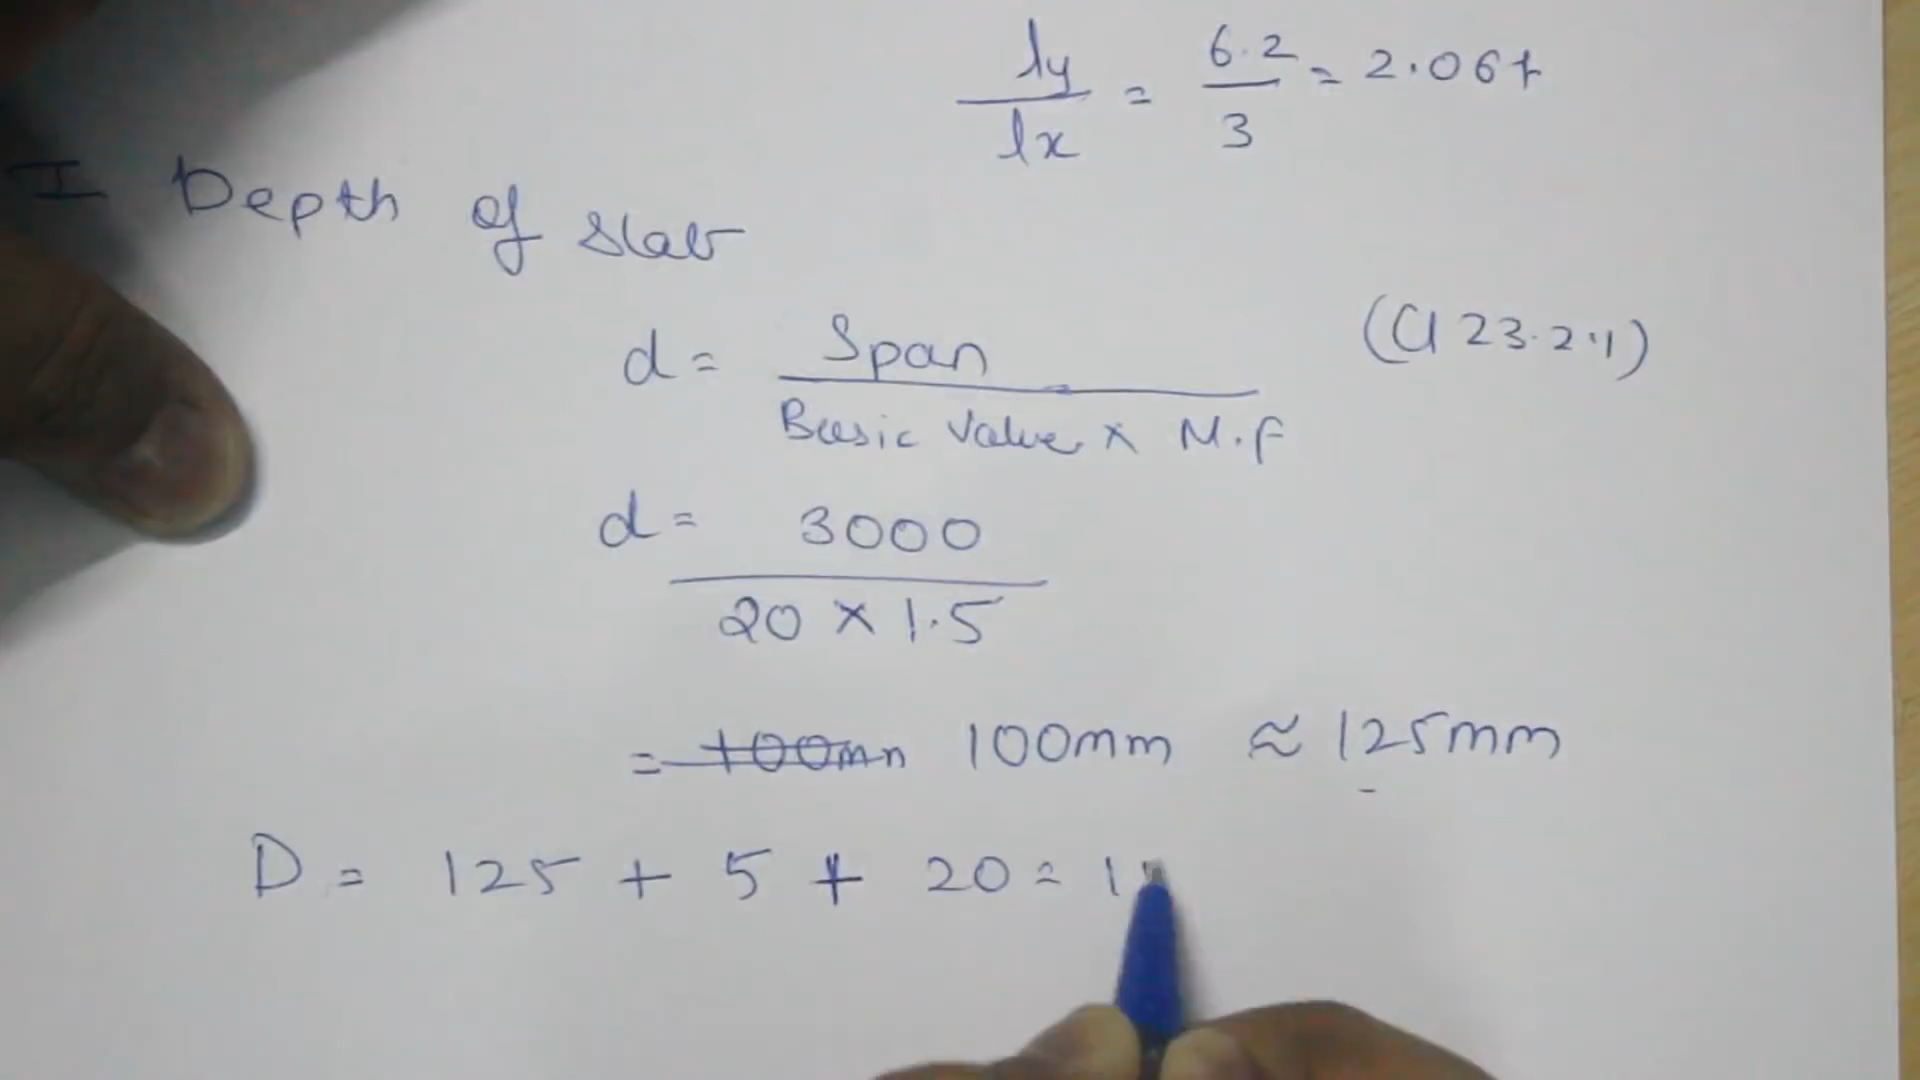 ly/lx = 6.2/3 = 2.067
I Depth of slab
d = Span / Basic Value × M.F (Cl 23.2.1)
d = 3000 / 20 × 1.5
= 100mm 100mm ≈ 125mm
D = 125 + 5 + 20 = 1